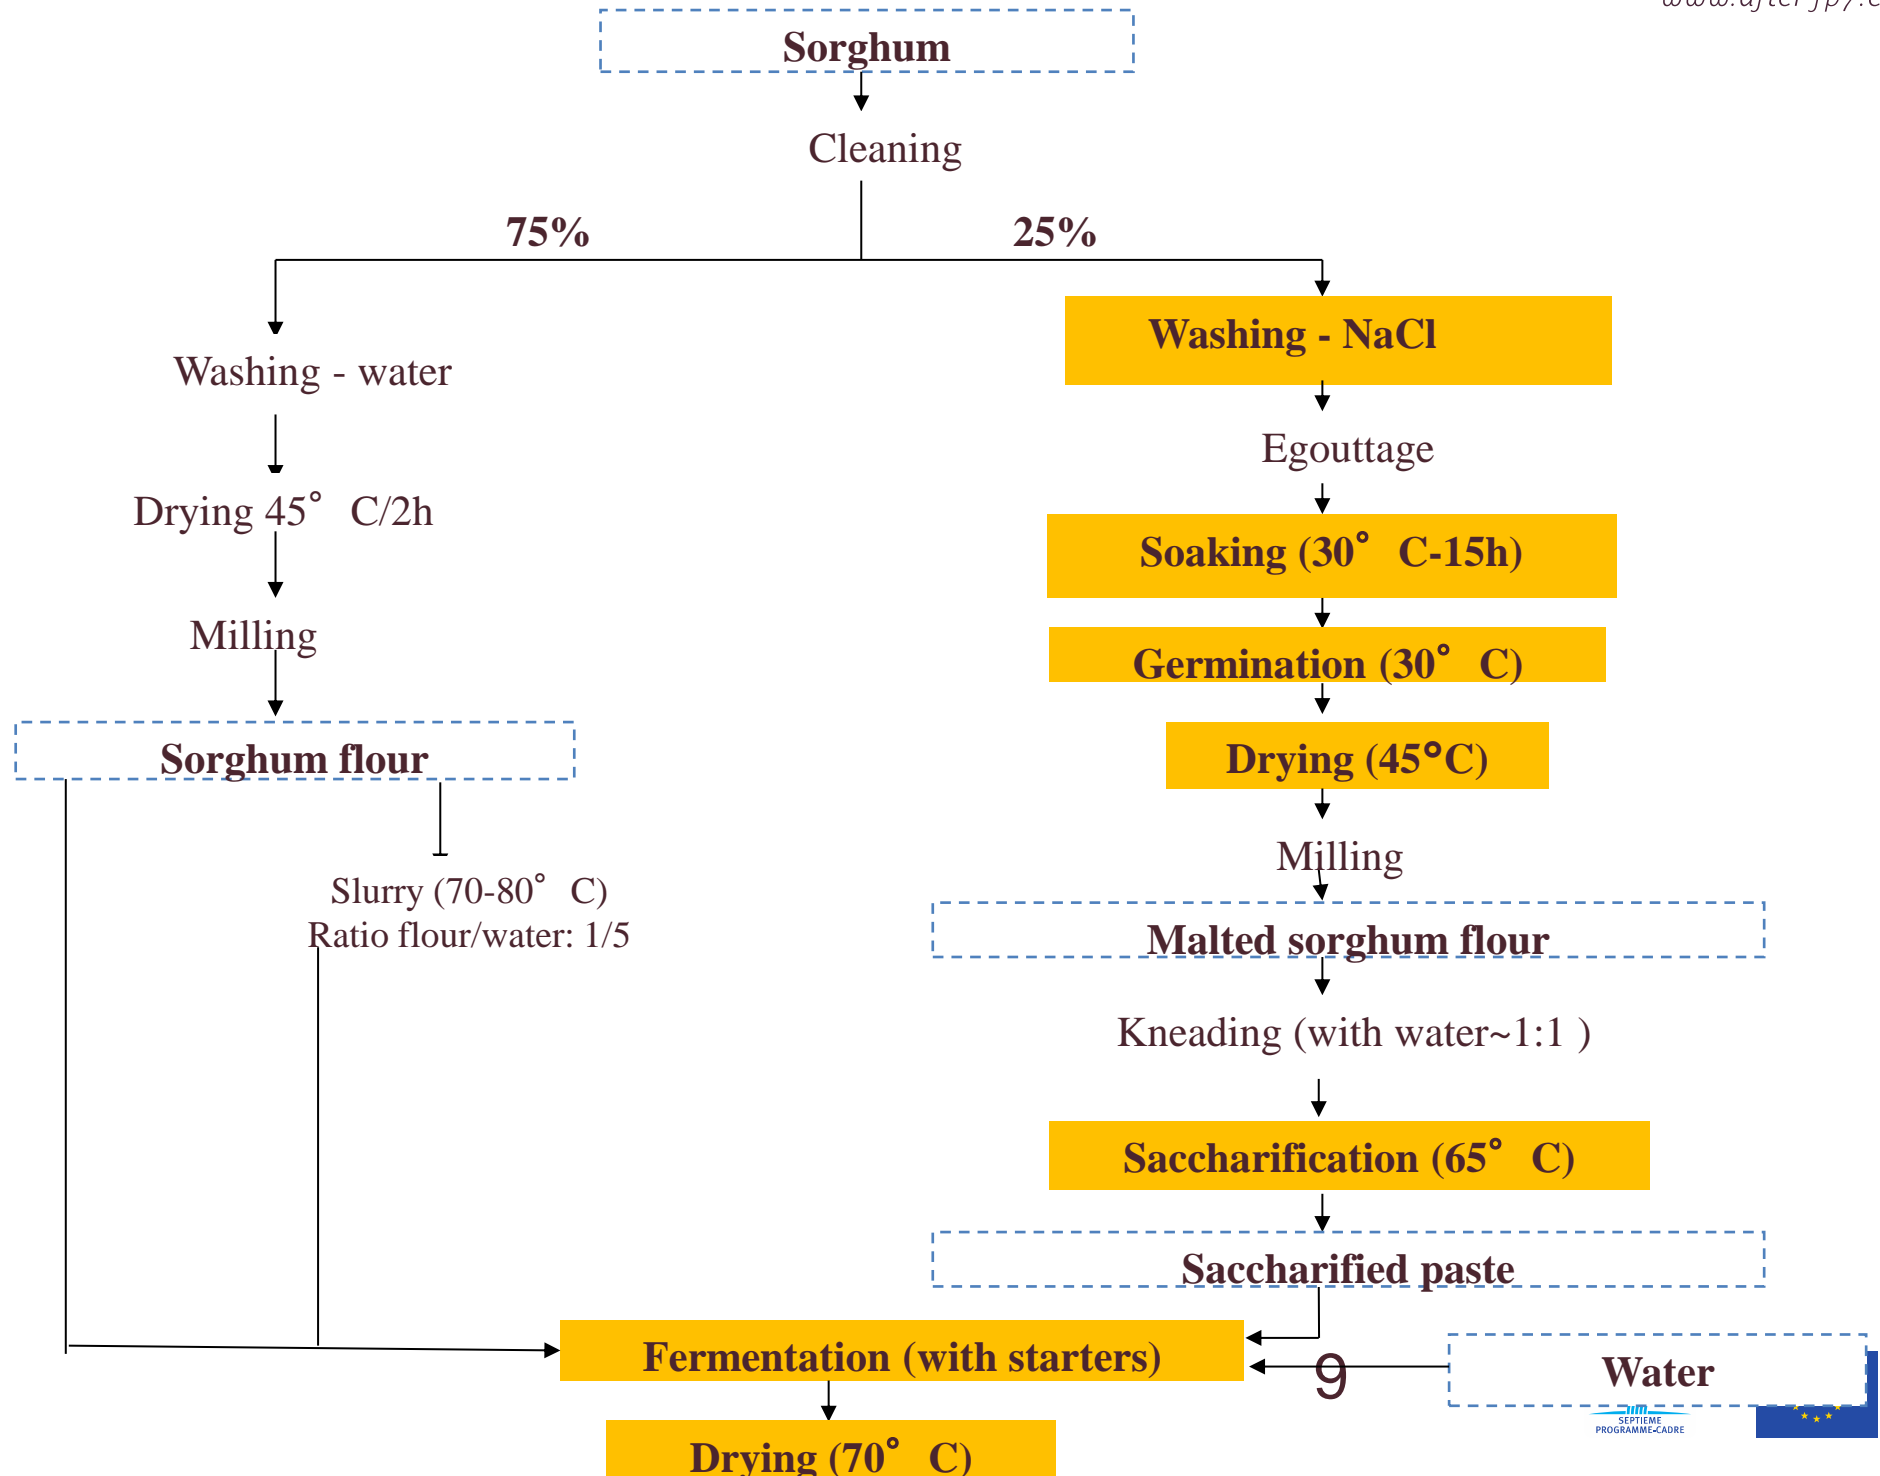 Sorghum
Cleaning
75%
25%
Washing - water
Washing - NaCl
Egouttage
Drying 45° C/2h
Soaking (30° C-15h)
Milling
Germination (30° C)
Sorghum flour
Drying (45°C)
Slurry (70-80° C)
Ratio flour/water: 1/5
Milling
Malted sorghum flour
Kneading (with water~1:1 )
Saccharification (65° C)
Saccharified paste
Fermentation (with starters)
9
Water
Drying (70° C)
SEPTIEME
PROGRAMME-CADRE